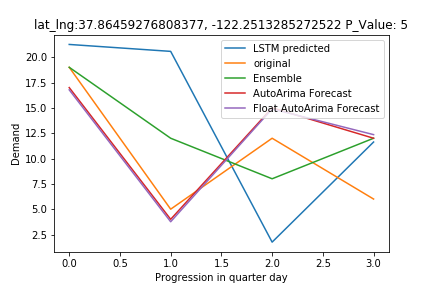 lat_lng:37.86459276808377, -122.2513285272522 P_Value: 5
LSTM predicted
original
Ensemble
AutoArima Forecast
Float AutoArima Forecast
Demand
20.0
17.5
15.0
12.5
10.0
7.5
5.0
2.5
0.0 0.5 1.0 1.5 2.0 2.5 3.0
Progression in quarter day